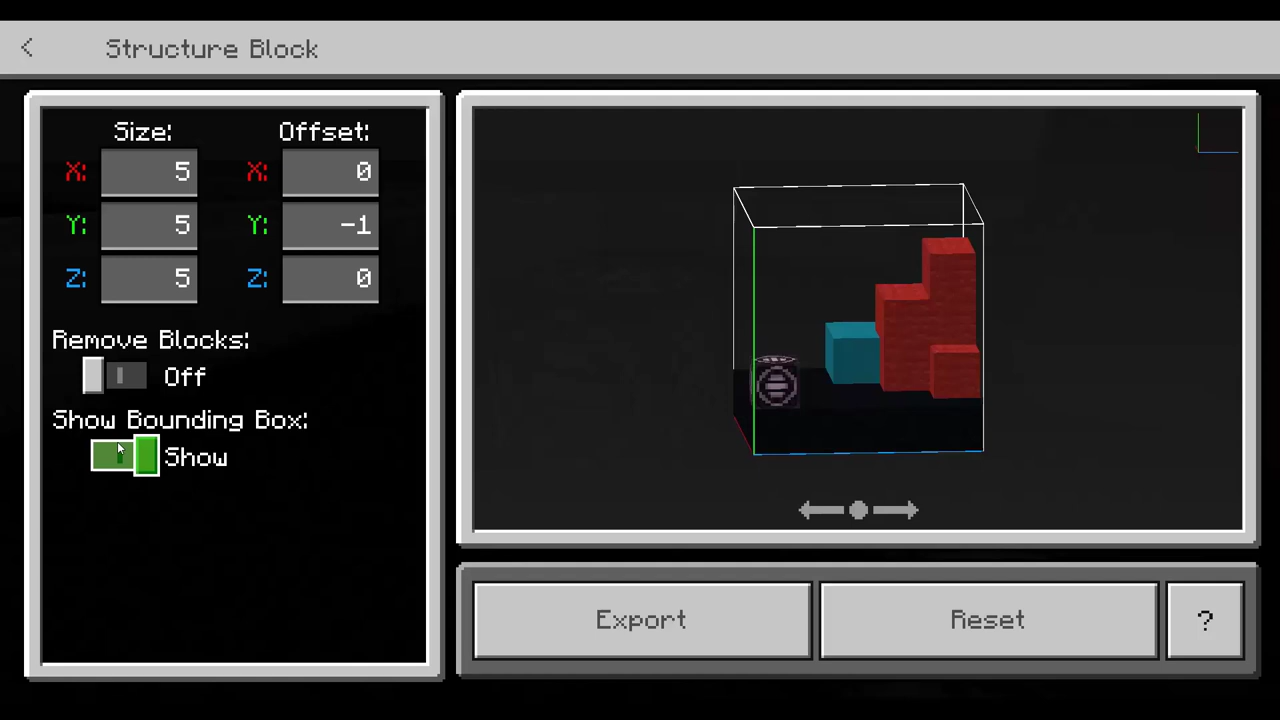 Structure Block
Size: Offset:
X: 5 X: 0
Y: 5 Y: -1
Z: 5 Z: 0
Remove Blocks:
Off
Show Bounding Box:
Show
Export Reset ?